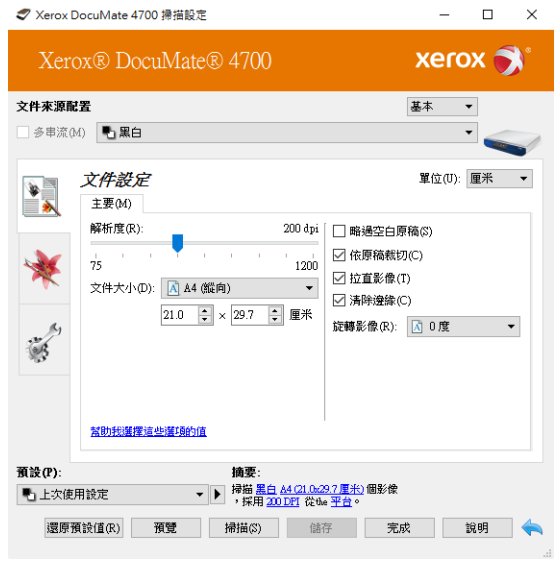 Xerox DocuMate 4700 掃描設定
Xerox® DocuMate® 4700
xerox
文件來源配置
基本
多串流(M)
黑白
文件設定
單位(U): 厘米
主要(M)
解析度(R): 200 dpi
75 1200
文件大小(D): A4 (縱向)
21.0 × 29.7 厘米
略過空白原稿(S)
依原稿裁切(C)
拉直影像(T)
清除邊緣(C)
旋轉影像(R): 0 度
幫助我選擇這些選項的值
預設(P):
上次使用設定
摘要:
掃描 黑白 A4 (21.0x29.7 厘米) 個影像
，採用 200 DPI 從the 平台。
還原預設值(R) 預覽 掃描(S) 儲存 完成 說明